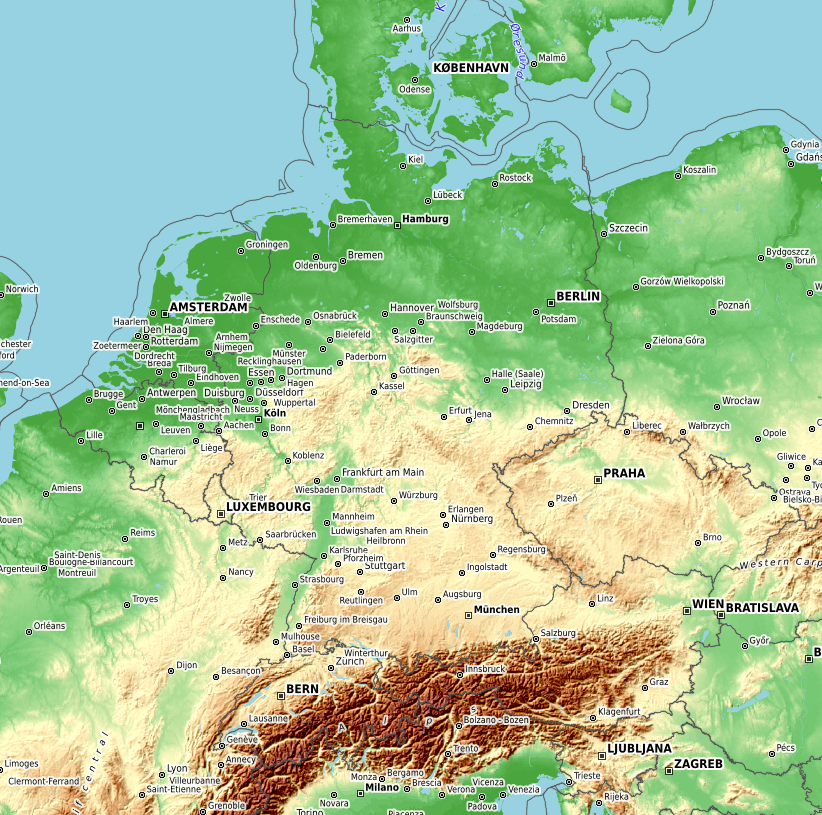 K
Aarhus
Øresund
Malmö
KØBENHAVN
Odense
Gdynia
Gdańs
Kiel
Koszalin
Rostock
Lübeck
Bremerhaven
Hamburg
Szczecin
Groningen
Bremen
Oldenburg
Bydgoszcz
Toruń
Gorzów Wielkopolski
Norwich
Zwolle
BERLIN
W
AMSTERDAM
Hannover
Wolfsburg
Poznań
Haarlem
Almere
Enschede
Osnabrück
Braunschweig
Potsdam
Den Haag
Magdeburg
Arnhem
Bielefeld
Salzgitter
chester
Zoetermeer
Rotterdam
Nijmegen
Zielona Góra
ford
Dordrecht
Münster
Paderborn
Breda
Recklinghausen
Tilburg
Essen
Dortmund
Göttingen
Halle (Saale)
Eindhoven
Hagen
Leipzig
hend-on-Sea
Kassel
Brugge
Antwerpen
Duisburg
Düsseldorf
Wrocław
Gent
Mönchengladbach
Neuss
Wuppertal
Dresden
Maastricht
Köln
Erfurt
Jena
Leuven
Aachen
Bonn
Chemnitz
Liberec
Wałbrzych
C
Lille
Liège
Opole
Charleroi
Namur
Koblenz
Gliwice
Ka
Frankfurt am Main
PRAHA
Ty
Amiens
Wiesbaden
Darmstadt
Ostrava
Trier
Würzburg
Plzeň
Bielsko-Bi
LUXEMBOURG
Erlangen
Rouen
Mannheim
Nürnberg
Reims
Ludwigshafen am Rhein
Saarbrücken
Heilbronn
Brno
Metz
Karlsruhe
Regensburg
Saint-Denis
Pforzheim
Boulogne-Billancourt
Stuttgart
Western Carp
Argenteuil
Montreuil
Nancy
Ingolstadt
Strasbourg
Ulm
Augsburg
Troyes
Reutlingen
Linz
München
WIEN
BRATISLAVA
Freiburg im Breisgau
Orléans
Mulhouse
Salzburg
Győr
Basel
Winterthur
B
Zürich
Dijon
Besançon
Innsbruck
Graz
BERN
Lausanne
Alps
Klagenfurt
Bolzano - Bozen
Genève
Trento
LJUBLJANA
Pécs
Annecy
ZAGREB
Limoges
Lyon
Bergamo
Monza
Clermont-Ferrand
Villeurbanne
Brescia
Vicenza
Trieste
Saint-Etienne
Milano
Verona
Venezia
Novara
Padova
Rijeka
Grenoble
Torino
Piacenza
if central